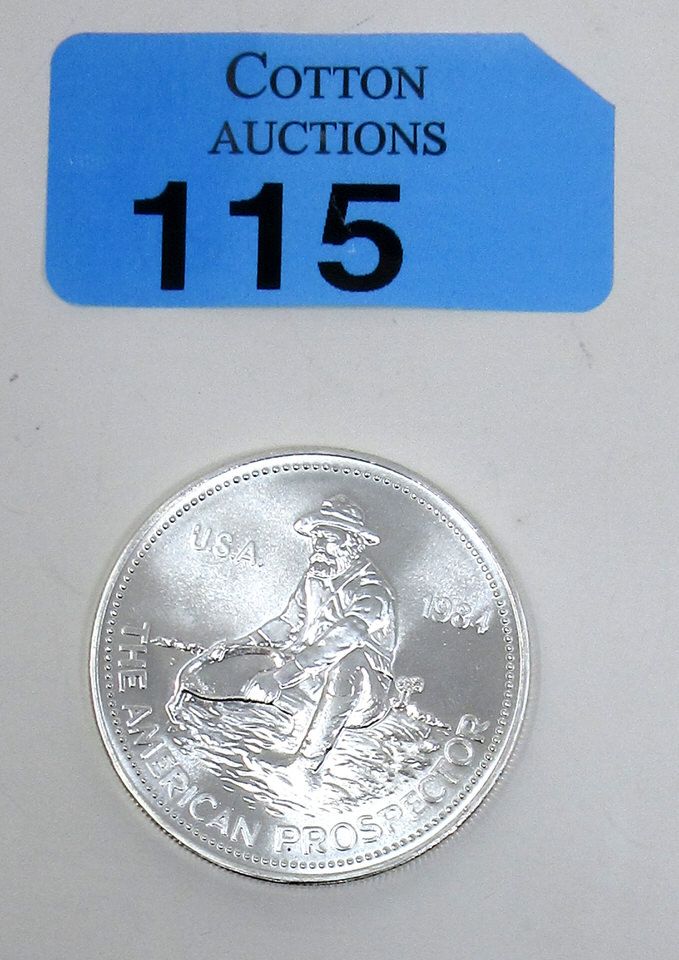 COTTON
AUCTIONS
115
U.S.A.
1984
THE AMERICAN PROSPECTOR